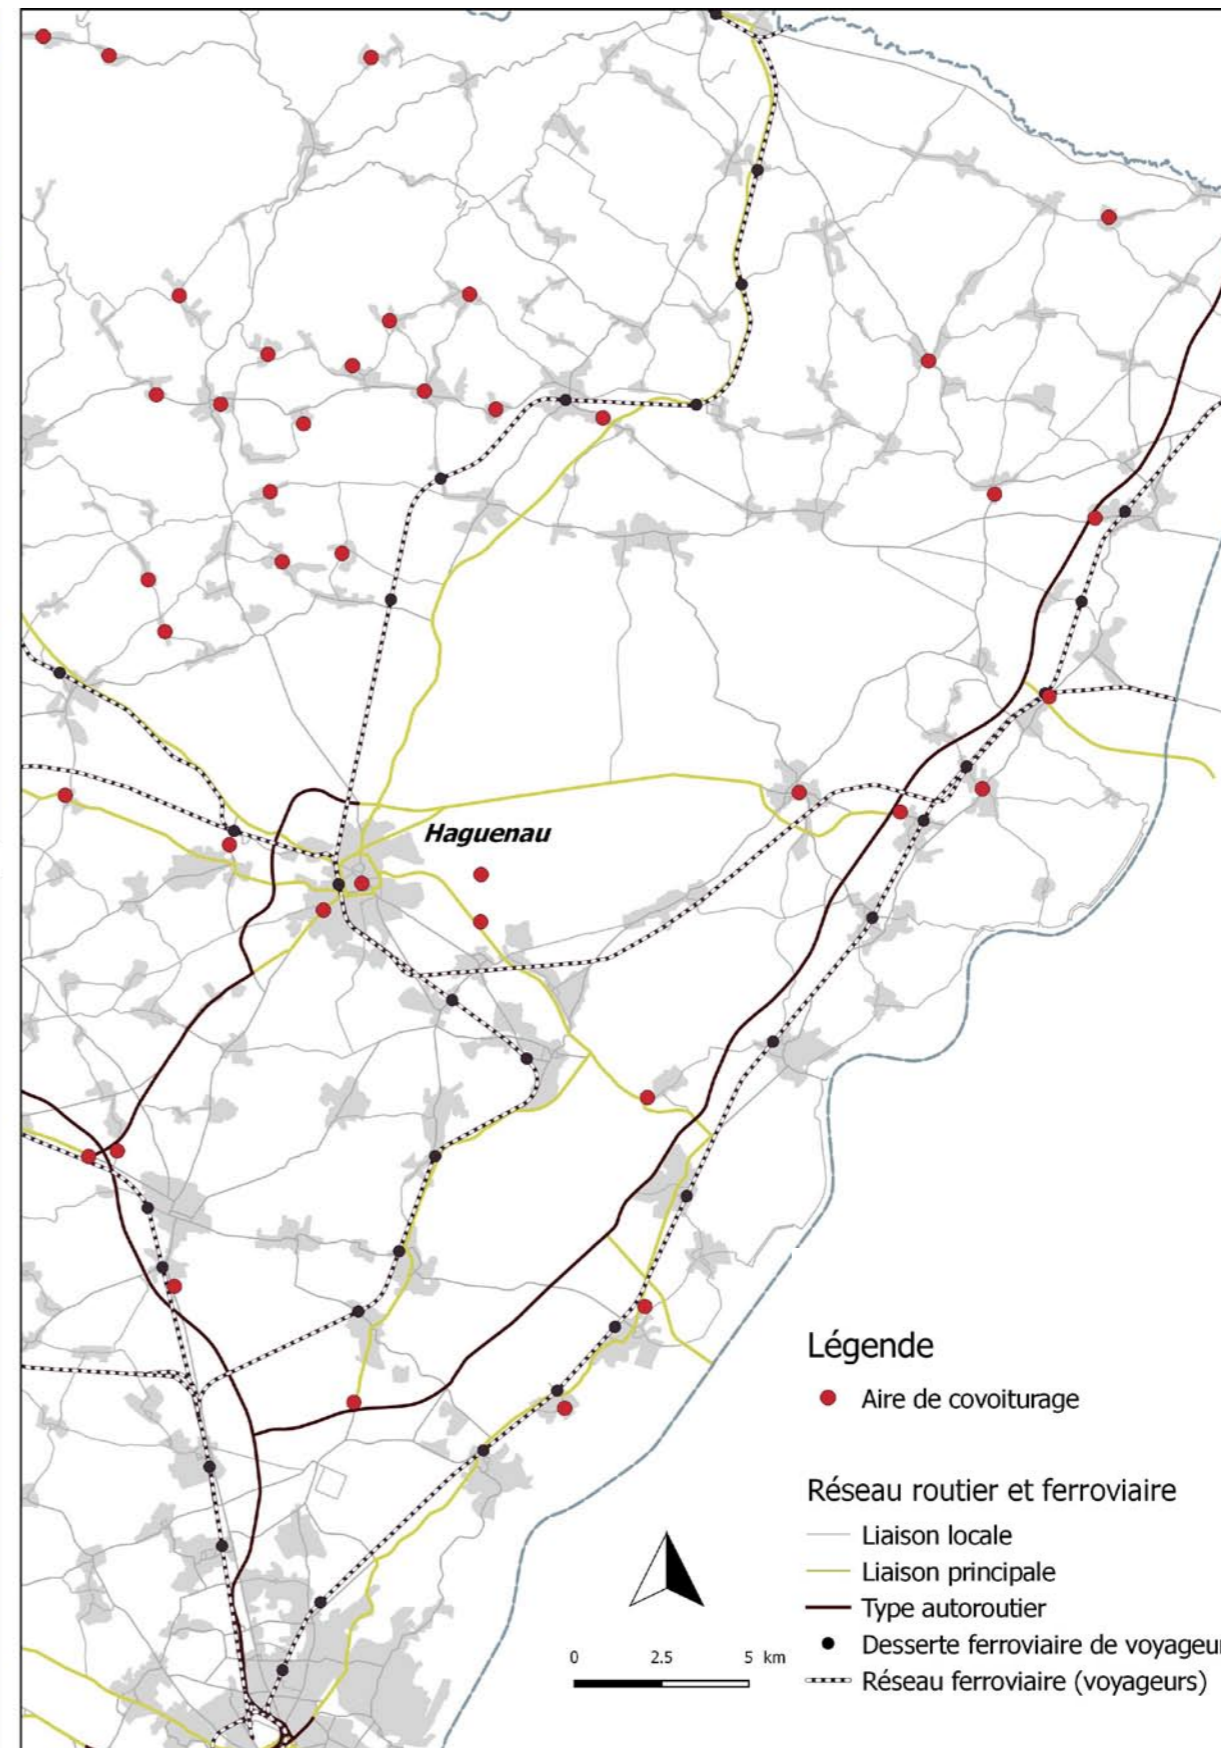 Haguenau
Légende
Aire de covoiturage
Réseau routier et ferroviaire
Liaison locale
Liaison principale
Type autoroutier
Desserte ferroviaire de voyageur
Réseau ferroviaire (voyageurs)
0 2.5 5 km